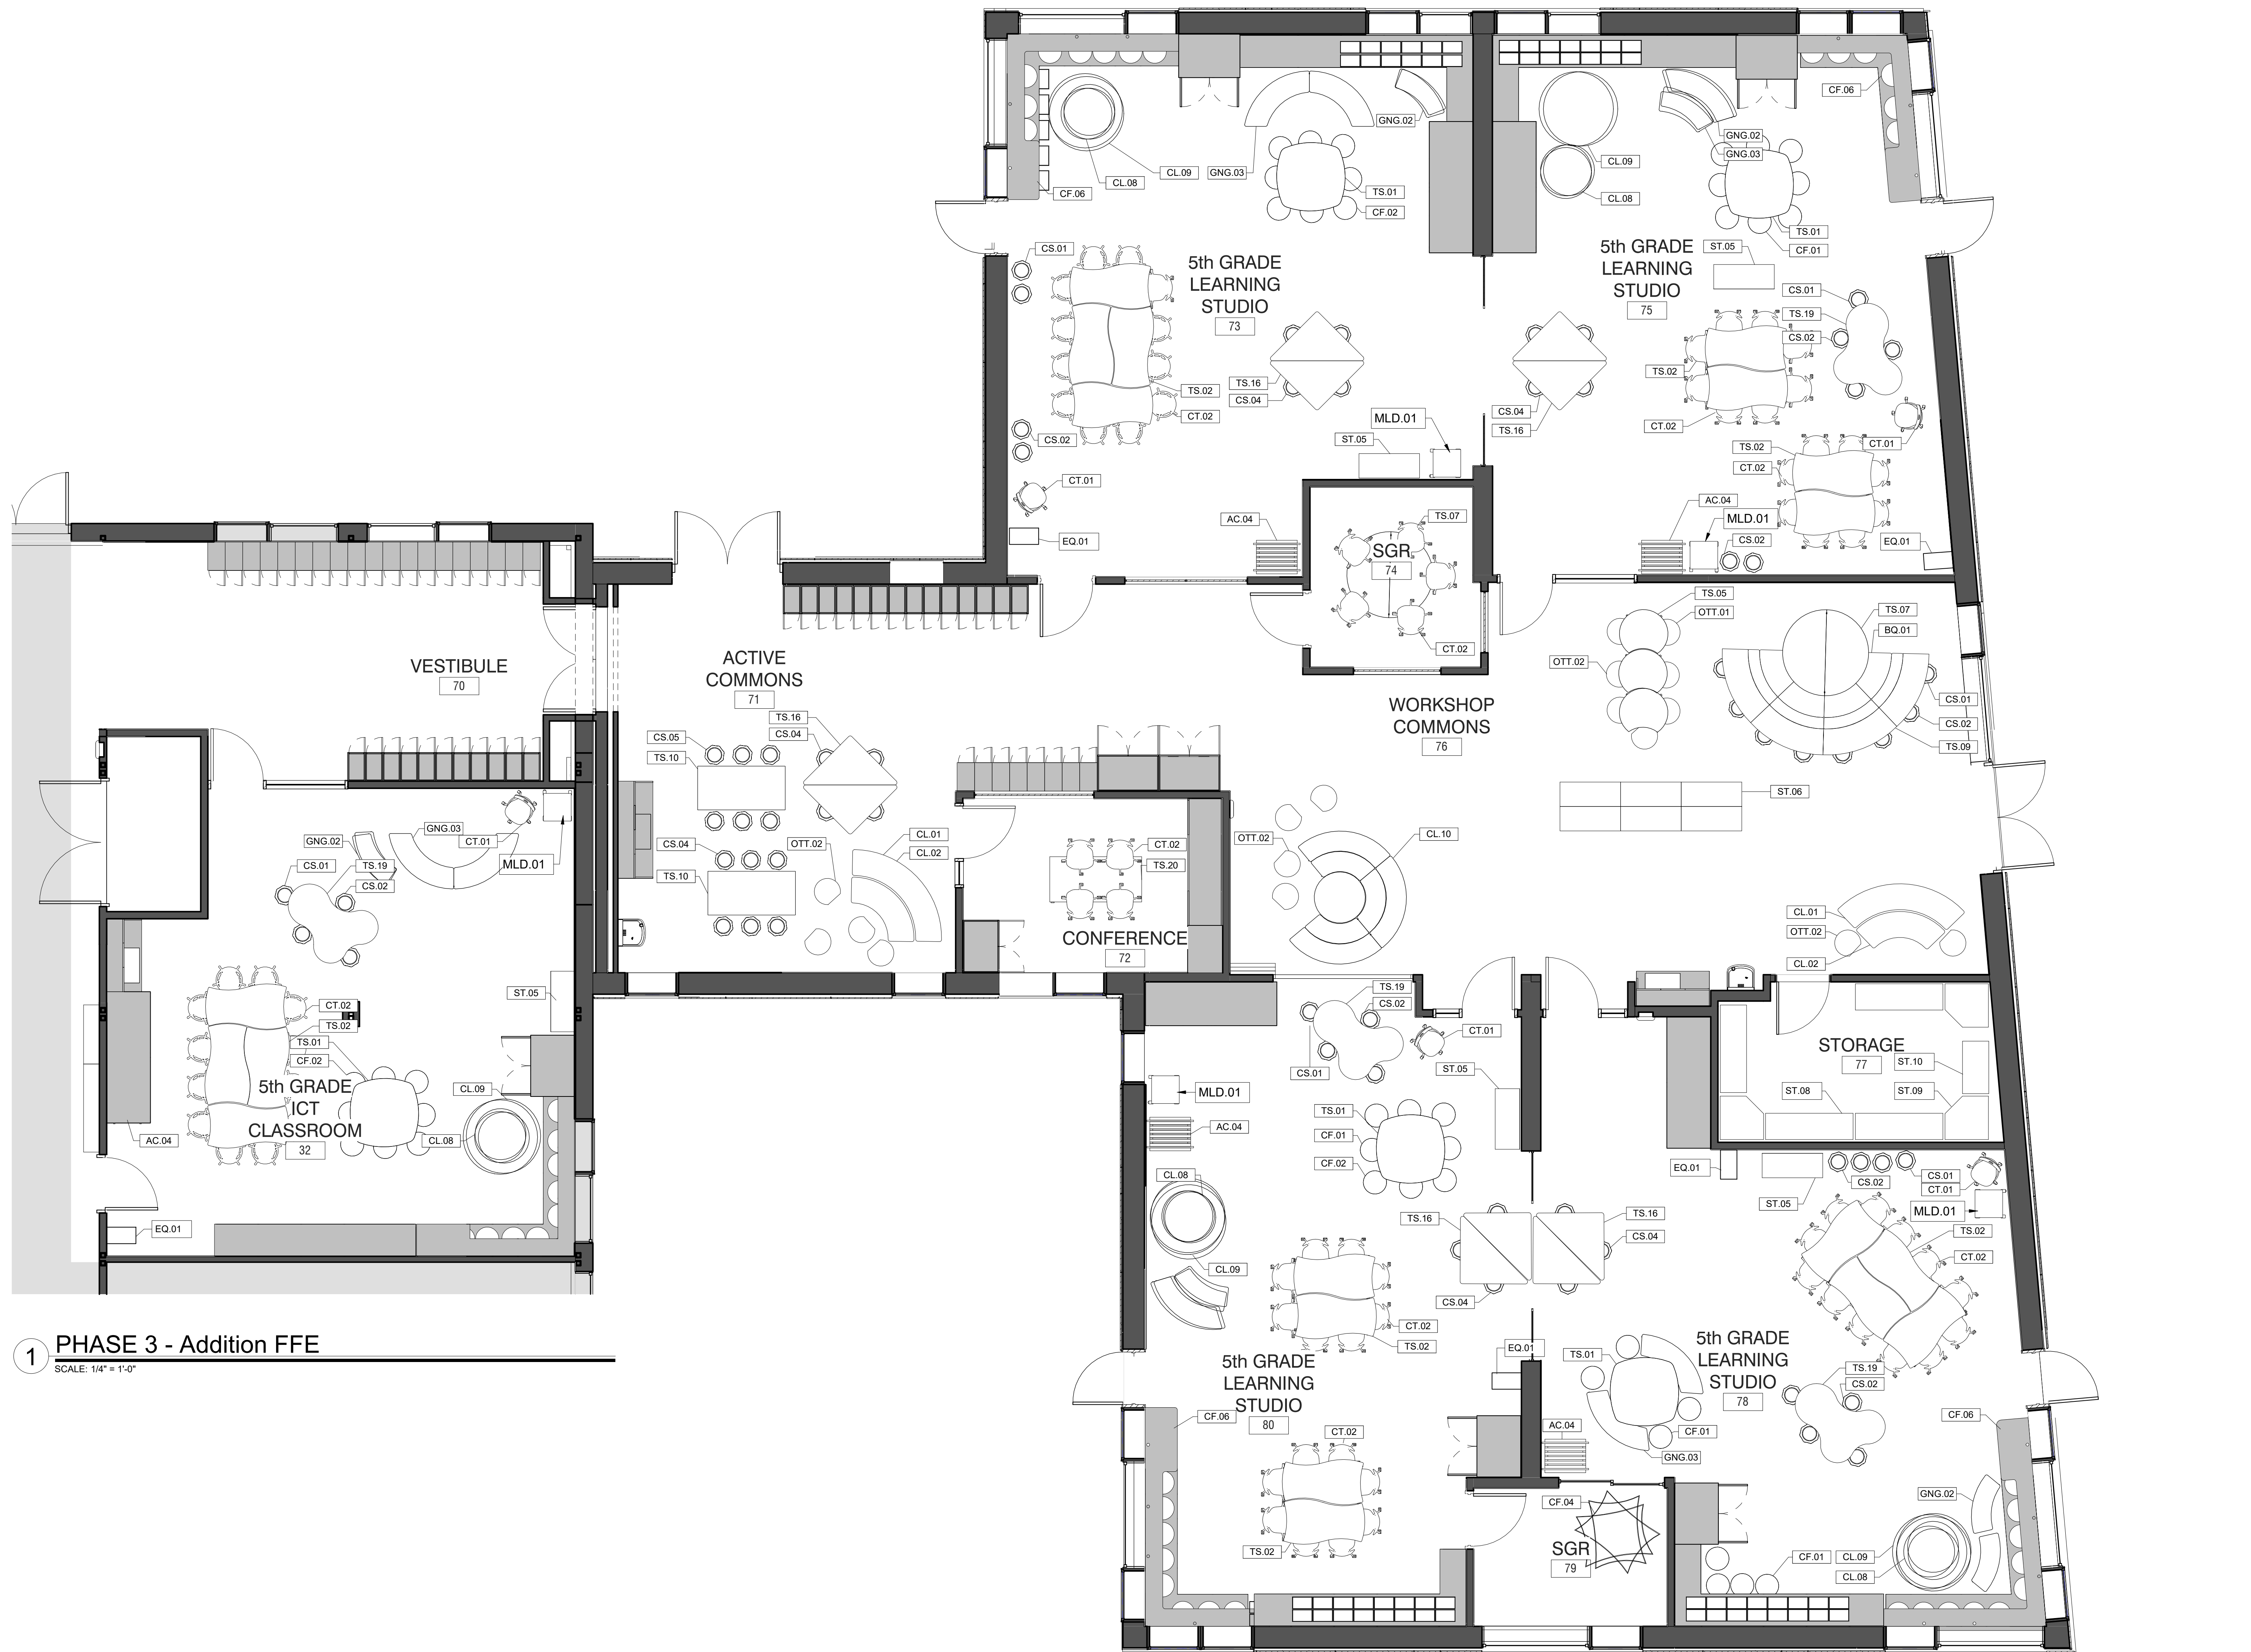 CF.06
CL.08
CL.09
GNG.03
GNG.02
TS.01
CF.02
CS.01
5th GRADE
LEARNING
STUDIO
73
TS.16
CS.04
TS.02
CT.02
CS.02
CT.01
MLD.01
ST.05
AC.04
EQ.01
CF.06
GNG.02
GNG.03
CL.09
CL.08
TS.01
CF.01
5th GRADE
LEARNING
STUDIO
75
ST.05
CS.01
TS.19
CS.02
TS.02
CS.04
TS.16
CT.02
CT.01
TS.02
CT.02
AC.04
MLD.01
CS.02
EQ.01
TS.07
SGR
74
CT.02
VESTIBULE
70
ACTIVE
COMMONS
71
TS.16
CS.04
CS.05
TS.10
CS.04
TS.10
OTT.02
CL.01
CL.02
CT.02
TS.20
CONFERENCE
72
WORKSHOP
COMMONS
76
TS.05
OTT.01
OTT.02
TS.07
BQ.01
CS.01
CS.02
TS.09
ST.06
OTT.02
CL.10
CL.01
OTT.02
CL.02
GNG.03
GNG.02
CT.01
MLD.01
CS.01
TS.19
CS.02
ST.05
CT.02
TS.02
TS.01
CF.02
5th GRADE
ICT
CLASSROOM
32
CL.09
CL.08
AC.04
EQ.01
STORAGE
77
ST.10
ST.08
ST.09
TS.19
CS.02
CT.01
CS.01
ST.05
MLD.01
AC.04
TS.01
CF.01
CF.02
CL.08
CL.09
TS.16
CS.04
TS.16
CS.04
CT.02
TS.02
5th GRADE
LEARNING
STUDIO
80
CF.06
EQ.01
CT.02
TS.02
EQ.01
ST.05
CS.02
CS.01
CT.01
MLD.01
TS.02
CT.02
5th GRADE
LEARNING
STUDIO
78
TS.01
TS.19
CS.02
CF.01
GNG.03
AC.04
CF.06
GNG.02
CF.04
SGR
79
CF.01
CL.09
CL.08
1
PHASE 3 - Addition FFE
SCALE: 1/4" = 1'-0"